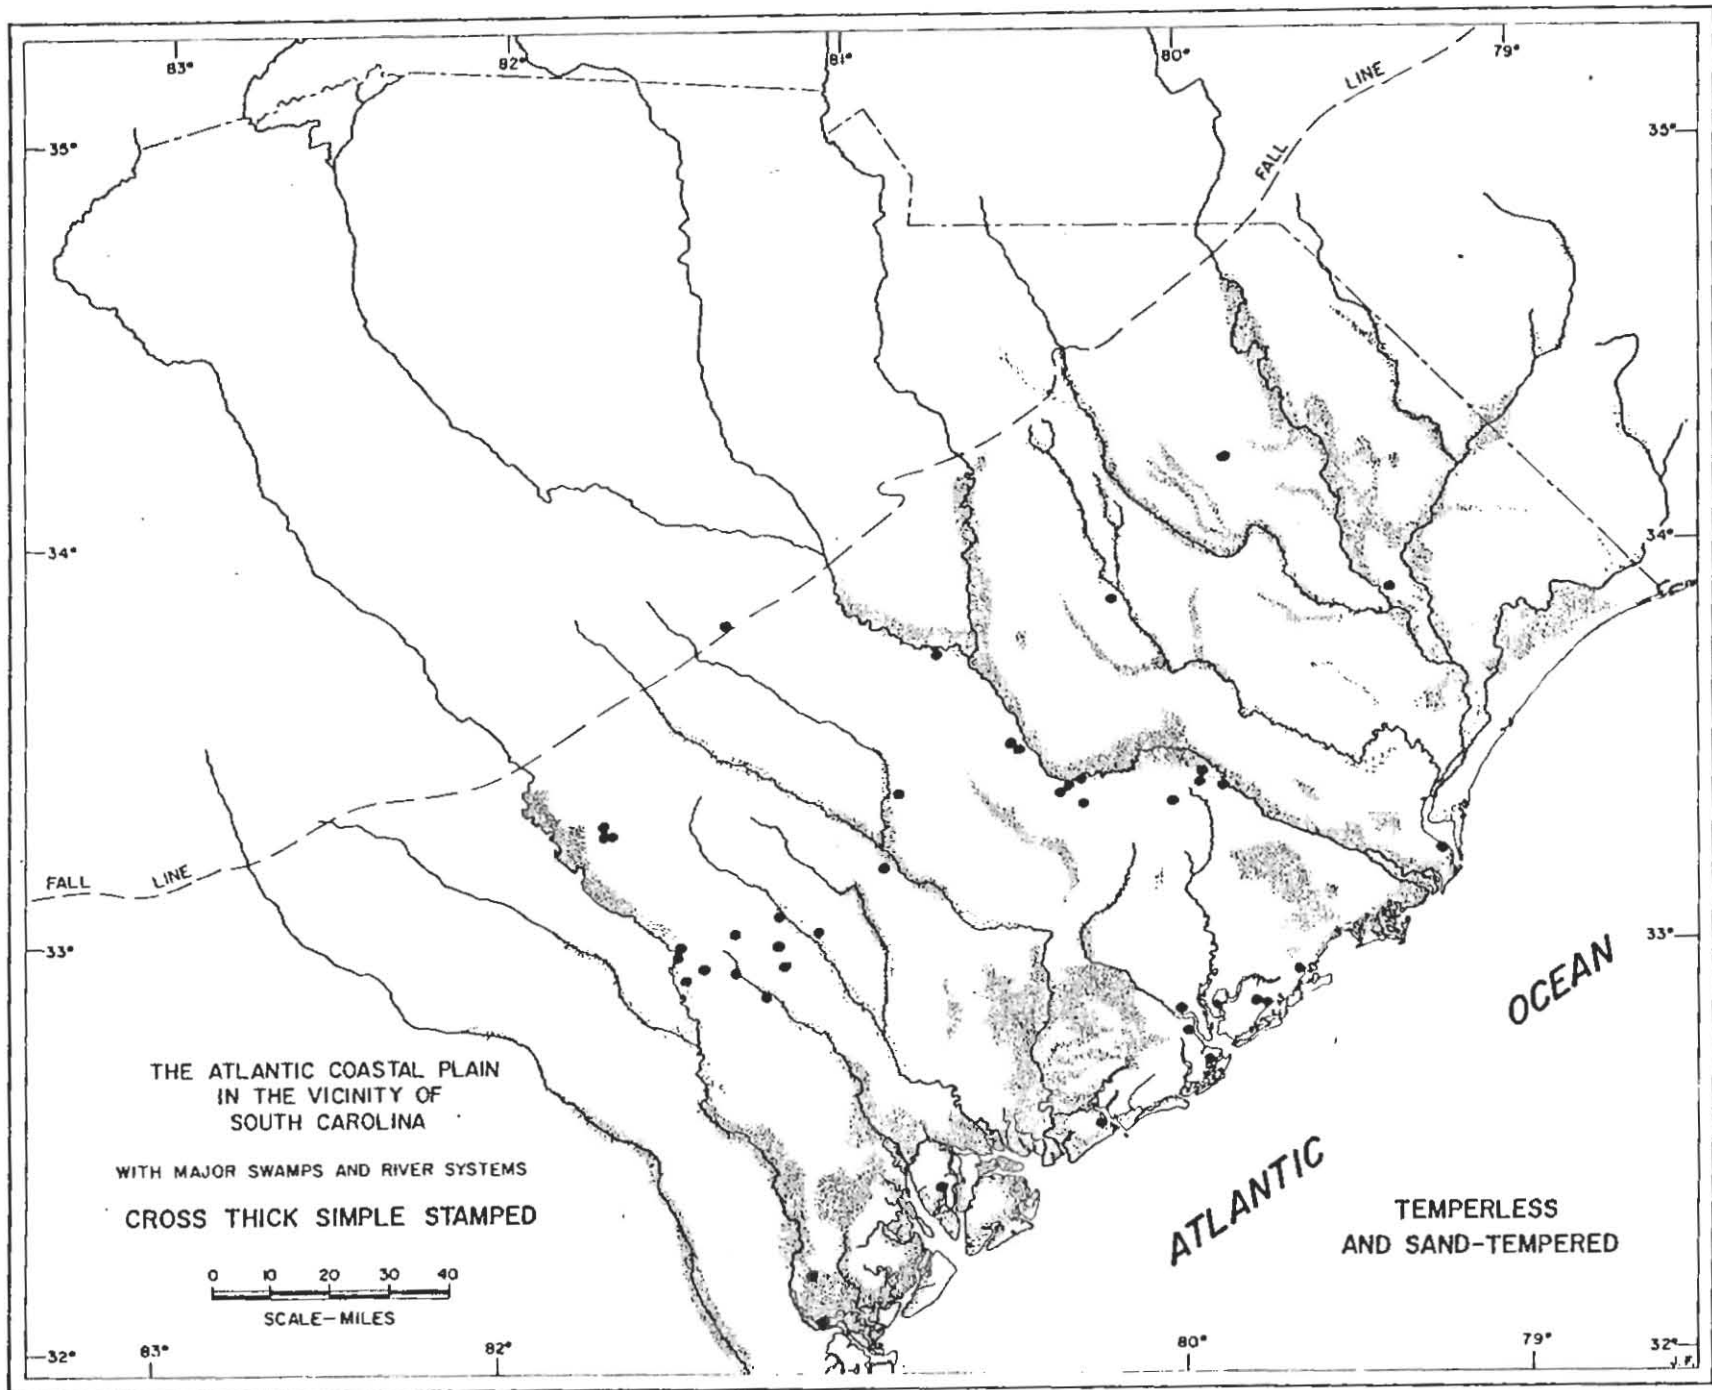 83°
82°
81°
80°
79°
35°
35°
LINE
FALL
34°
34°
FALL
LINE
33°
33°
OCEAN
ATLANTIC
THE ATLANTIC COASTAL PLAIN
IN THE VICINITY OF
SOUTH CAROLINA
WITH MAJOR SWAMPS AND RIVER SYSTEMS
CROSS THICK SIMPLE STAMPED
0 10 20 30 40
SCALE-MILES
TEMPERLESS
AND SAND-TEMPERED
32°
83°
82°
80°
79°
32°
J.F.